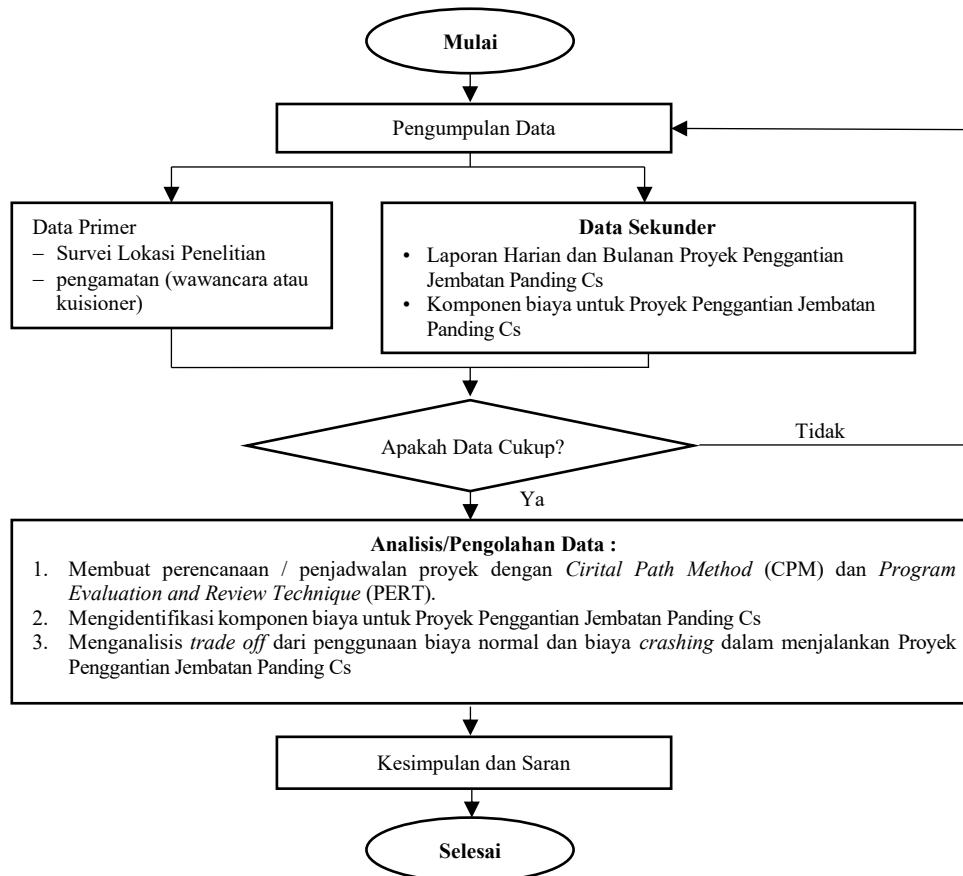 Mulai
Pengumpulan Data
Data Primer
– Survei Lokasi Penelitian
– pengamatan (wawancara atau
kuisioner)
Data Sekunder
• Laporan Harian dan Bulanan Proyek Penggantian
Jembatan Panding Cs
• Komponen biaya untuk Proyek Penggantian Jembatan
Panding Cs
Apakah Data Cukup?
Tidak
Ya
Analisis/Pengolahan Data :
1. Membuat perencanaan / penjadwalan proyek dengan Cirital Path Method (CPM) dan Program
Evaluation and Review Technique (PERT).
2. Mengidentifikasi komponen biaya untuk Proyek Penggantian Jembatan Panding Cs
3. Menganalisis trade off dari penggunaan biaya normal dan biaya crashing dalam menjalankan Proyek
Penggantian Jembatan Panding Cs
Kesimpulan dan Saran
Selesai